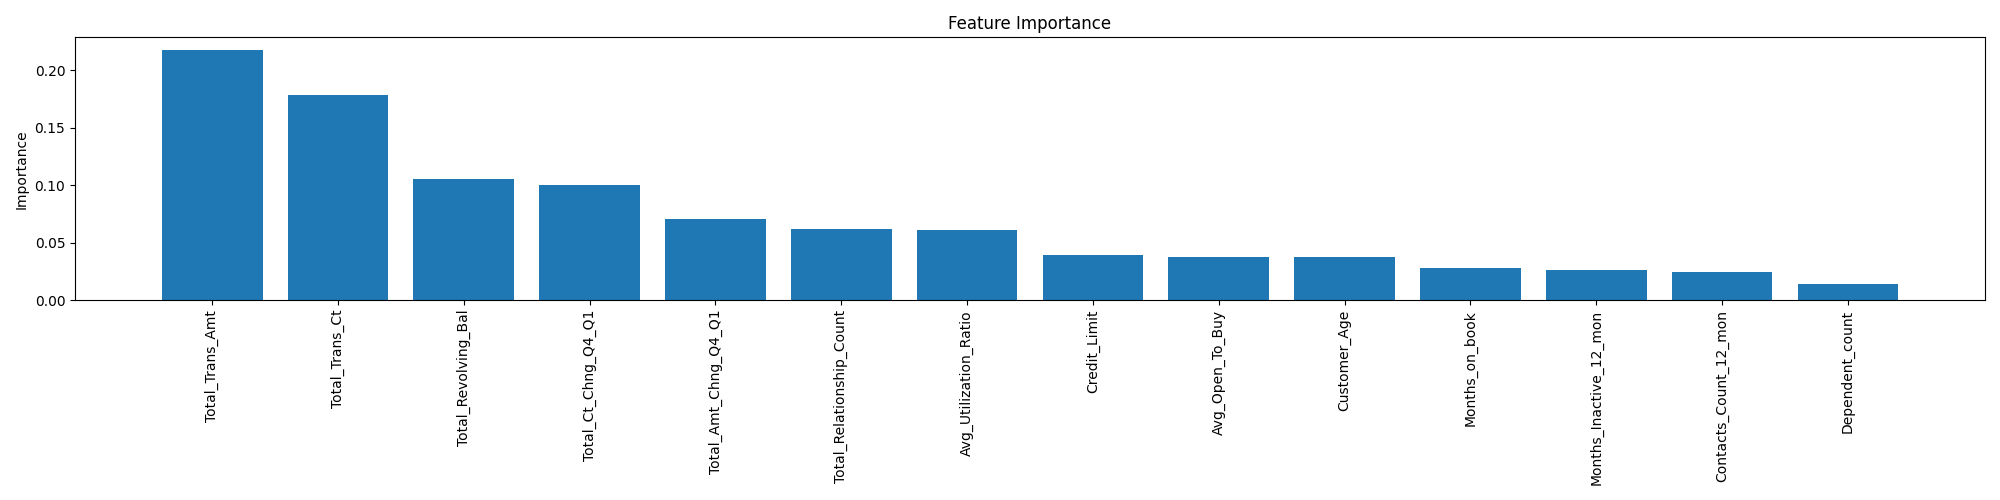 Feature Importance
Importance
0.20
0.15
0.10
0.05
0.00
Total_Trans_Amt
Total_Trans_Ct
Total_Revolving_Bal
Total_Ct_Chng_Q4_Q1
Total_Amt_Chng_Q4_Q1
Total_Relationship_Count
Avg_Utilization_Ratio
Credit_Limit
Avg_Open_To_Buy
Customer_Age
Months_on_book
Months_Inactive_12_mon
Contacts_Count_12_mon
Dependent_count